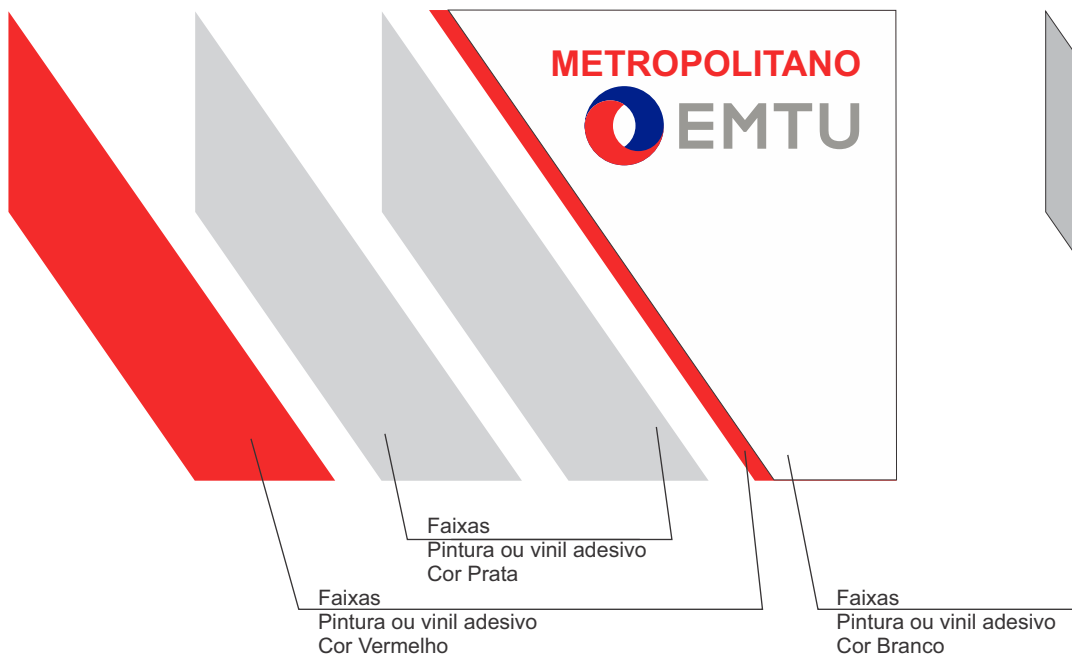 METROPOLITANO
EMTU
Faixas
Pintura ou vinil adesivo
Cor Prata
Faixas
Pintura ou vinil adesivo
Cor Vermelho
Faixas
Pintura ou vinil adesivo
Cor Branco